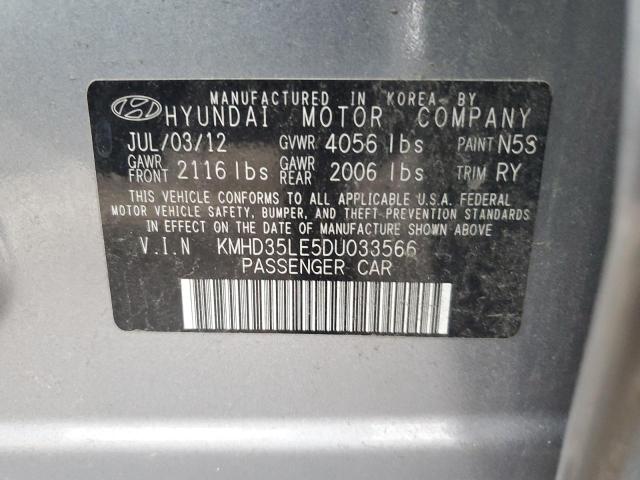 MANUFACTURED IN KOREA BY
HYUNDAI MOTOR COMPANY
JUL/03/12 GVWR 4056 lbs PAINT N5S
GAWR FRONT 2116 lbs GAWR REAR 2006 lbs TRIM RY
THIS VEHICLE CONFORMS TO ALL APPLICABLE U.S.A. FEDERAL
MOTOR VEHICLE SAFETY, BUMPER, AND THEFT PREVENTION STANDARDS
IN EFFECT ON THE DATE OF MANUFACTURE SHOWN ABOVE.
V.I.N KMHD35LE5DU033566
PASSENGER CAR